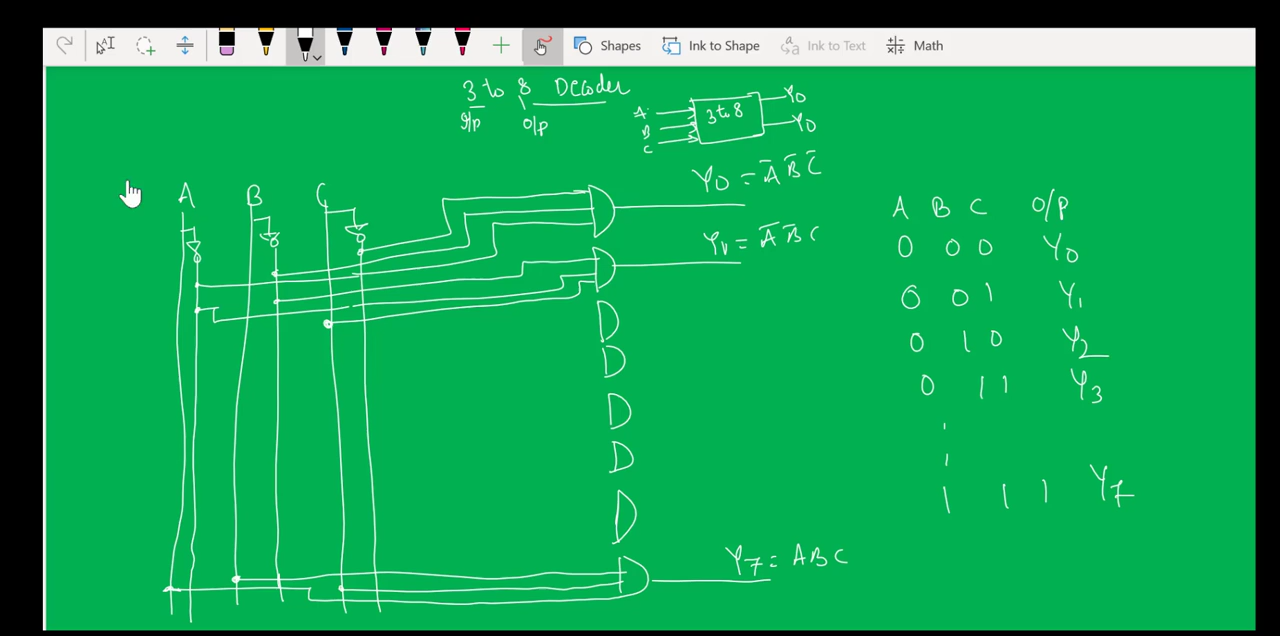 Shapes Ink to Shape Ink to Text Math
3 to 8 Decoder
I/p O/p
A
B
C
3 to 8
Y0
Y0
Y0 = A̅ B̅ C̅
A B C
Y1 = A̅ B̅ C
Y7 = A B C
A B C O/P
0 0 0 Y0
0 0 1 Y1
0 1 0 Y2
0 1 1 Y3
1 1 1 Y7